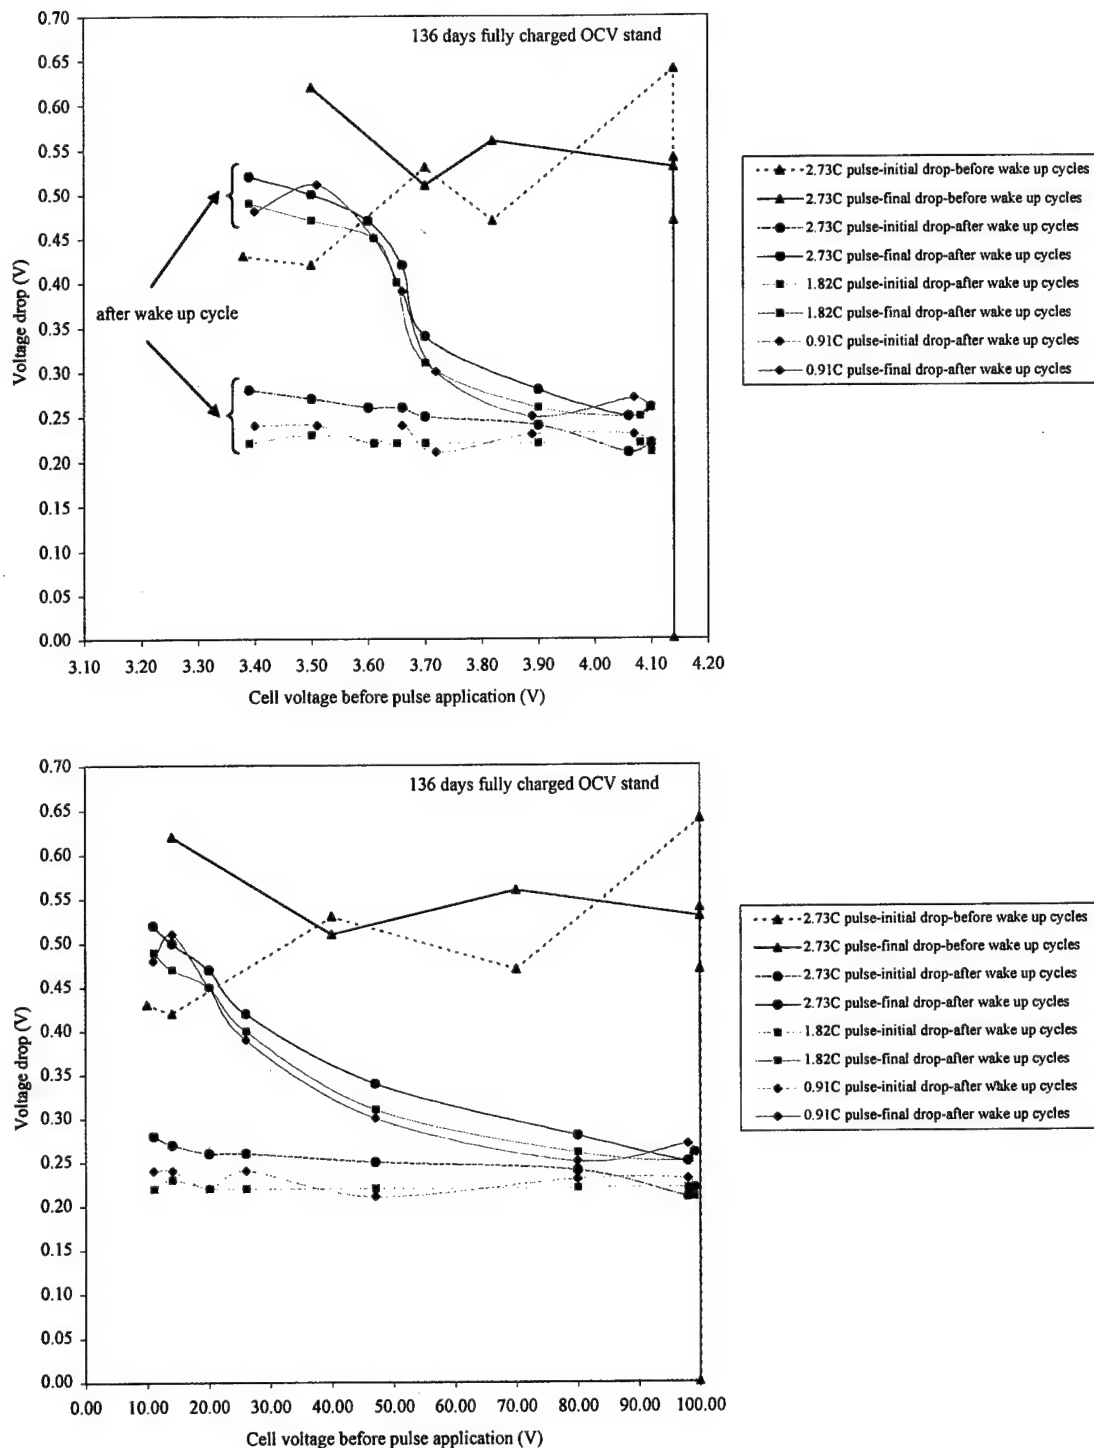 136 days fully charged OCV stand
0.70
0.65
0.60
0.55
0.50
0.45
0.40
0.35
0.30
0.25
0.20
0.15
0.10
0.05
0.00
Voltage drop (V)
after wake up cycle
3.10 3.20 3.30 3.40 3.50 3.60 3.70 3.80 3.90 4.00 4.10 4.20
Cell voltage before pulse application (V)
2.73C pulse-initial drop-before wake up cycles
2.73C pulse-final drop-before wake up cycles
2.73C pulse-initial drop-after wake up cycles
2.73C pulse-final drop-after wake up cycles
1.82C pulse-initial drop-after wake up cycles
1.82C pulse-final drop-after wake up cycles
0.91C pulse-initial drop-after wake up cycles
0.91C pulse-final drop-after wake up cycles
136 days fully charged OCV stand
0.70
0.65
0.60
0.55
0.50
0.45
0.40
0.35
0.30
0.25
0.20
0.15
0.10
0.05
0.00
Voltage drop (V)
0.00 10.00 20.00 30.00 40.00 50.00 60.00 70.00 80.00 90.00 100.00
Cell voltage before pulse application (V)
2.73C pulse-initial drop-before wake up cycles
2.73C pulse-final drop-before wake up cycles
2.73C pulse-initial drop-after wake up cycles
2.73C pulse-final drop-after wake up cycles
1.82C pulse-initial drop-after wake up cycles
1.82C pulse-final drop-after wake up cycles
0.91C pulse-initial drop-after wake up cycles
0.91C pulse-final drop-after wake up cycles